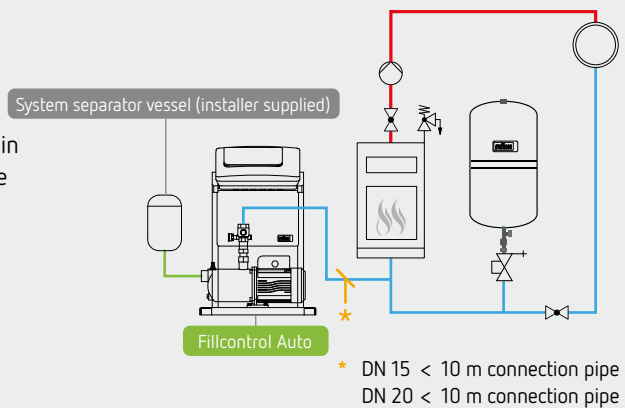 System separator vessel (installer supplied)
in
e
Fillcontrol Auto
*
* DN 15 < 10 m connection pipe
DN 20 < 10 m connection pipe